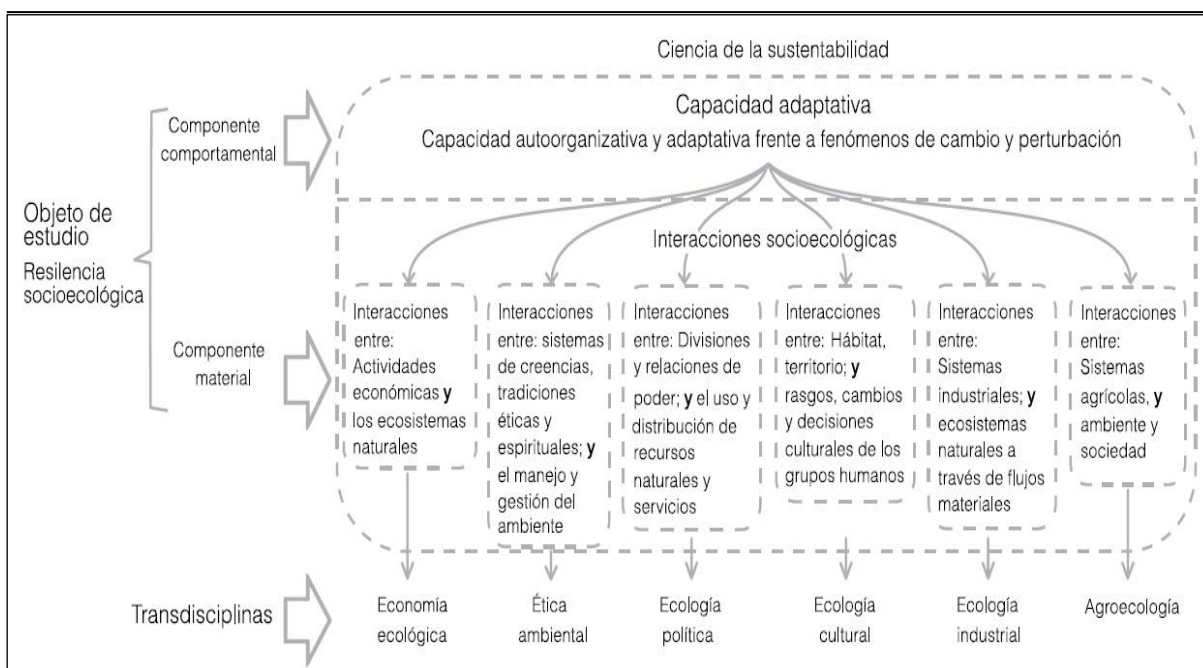 Ciencia de la sustentabilidad
Componente
comportamental
Capacidad adaptativa
Capacidad autoorganizativa y adaptativa frente a fenómenos de cambio y perturbación
Objeto de
estudio
Resilencia
socioecológica
Interacciones socioecológicas
Componente
material
Interacciones
entre:
Actividades
económicas y
los ecosistemas
naturales
Interacciones
entre: sistemas
de creencias,
tradiciones
éticas y
espirituales; y
el manejo y
gestión del
ambiente
Interacciones
entre: Divisiones
y relaciones de
poder; y el uso y
distribución de
recursos
naturales y
servicios
Interacciones
entre: Hábitat,
territorio; y
rasgos, cambios
y decisiones
culturales de los
grupos humanos
Interacciones
entre:
Sistemas
industriales; y
ecosistemas
naturales a
través de flujos
materiales
Interacciones
entre:
Sistemas
agrícolas, y
ambiente y
sociedad
Transdisciplinas
Economía
ecológica
Ética
ambiental
Ecología
política
Ecología
cultural
Ecología
industrial
Agroecología